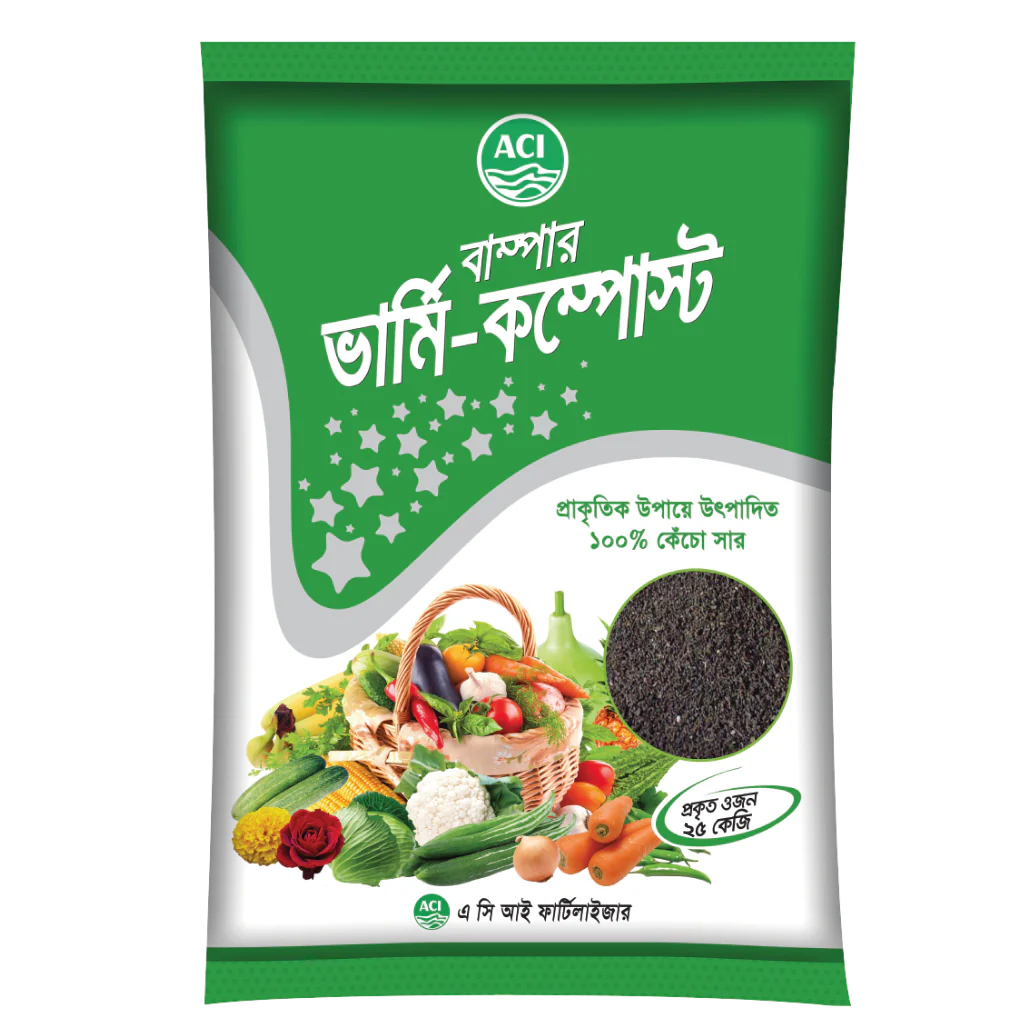 ACI
বাম্পার
ভার্মি-কম্পোস্ট
প্রাকৃতিক উপায়ে উৎপাদিত
১০০% কেঁচো সার
প্রকৃত ওজন
২৫ কেজি
ACI এ সি আই ফার্টিলাইজার